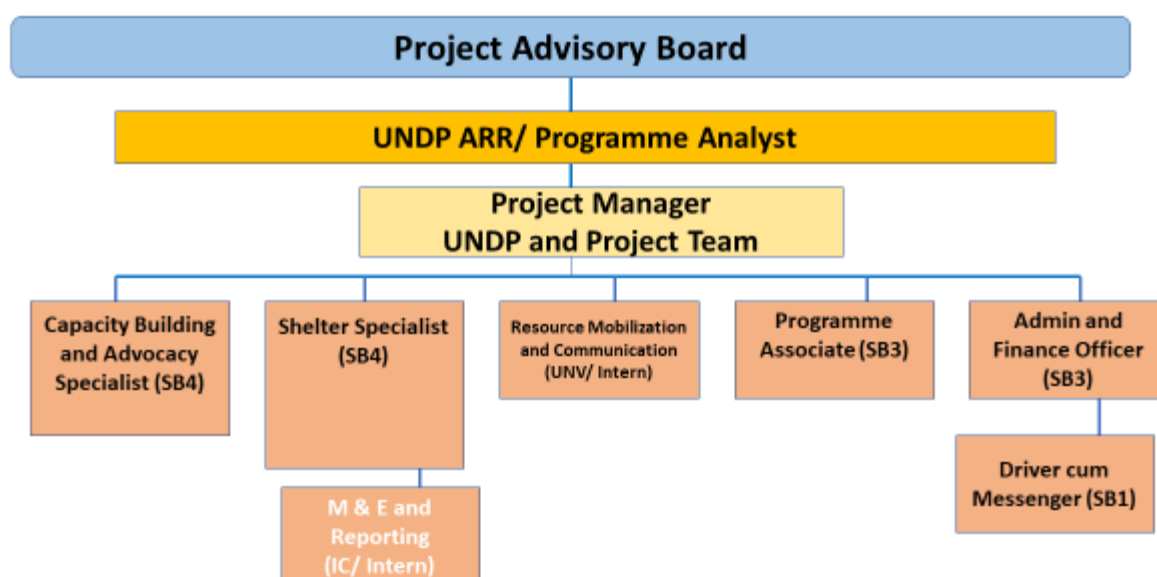 Project Advisory Board
UNDP ARR/ Programme Analyst
Project Manager
UNDP and Project Team
Capacity Building
and Advocacy
Specialist (SB4)
Shelter Specialist
(SB4)
Resource Mobilization
and Communication
(UNV/ Intern)
Programme
Associate (SB3)
Admin and
Finance Officer
(SB3)
M & E and
Reporting
(IC/ Intern)
Driver cum
Messenger (SB1)